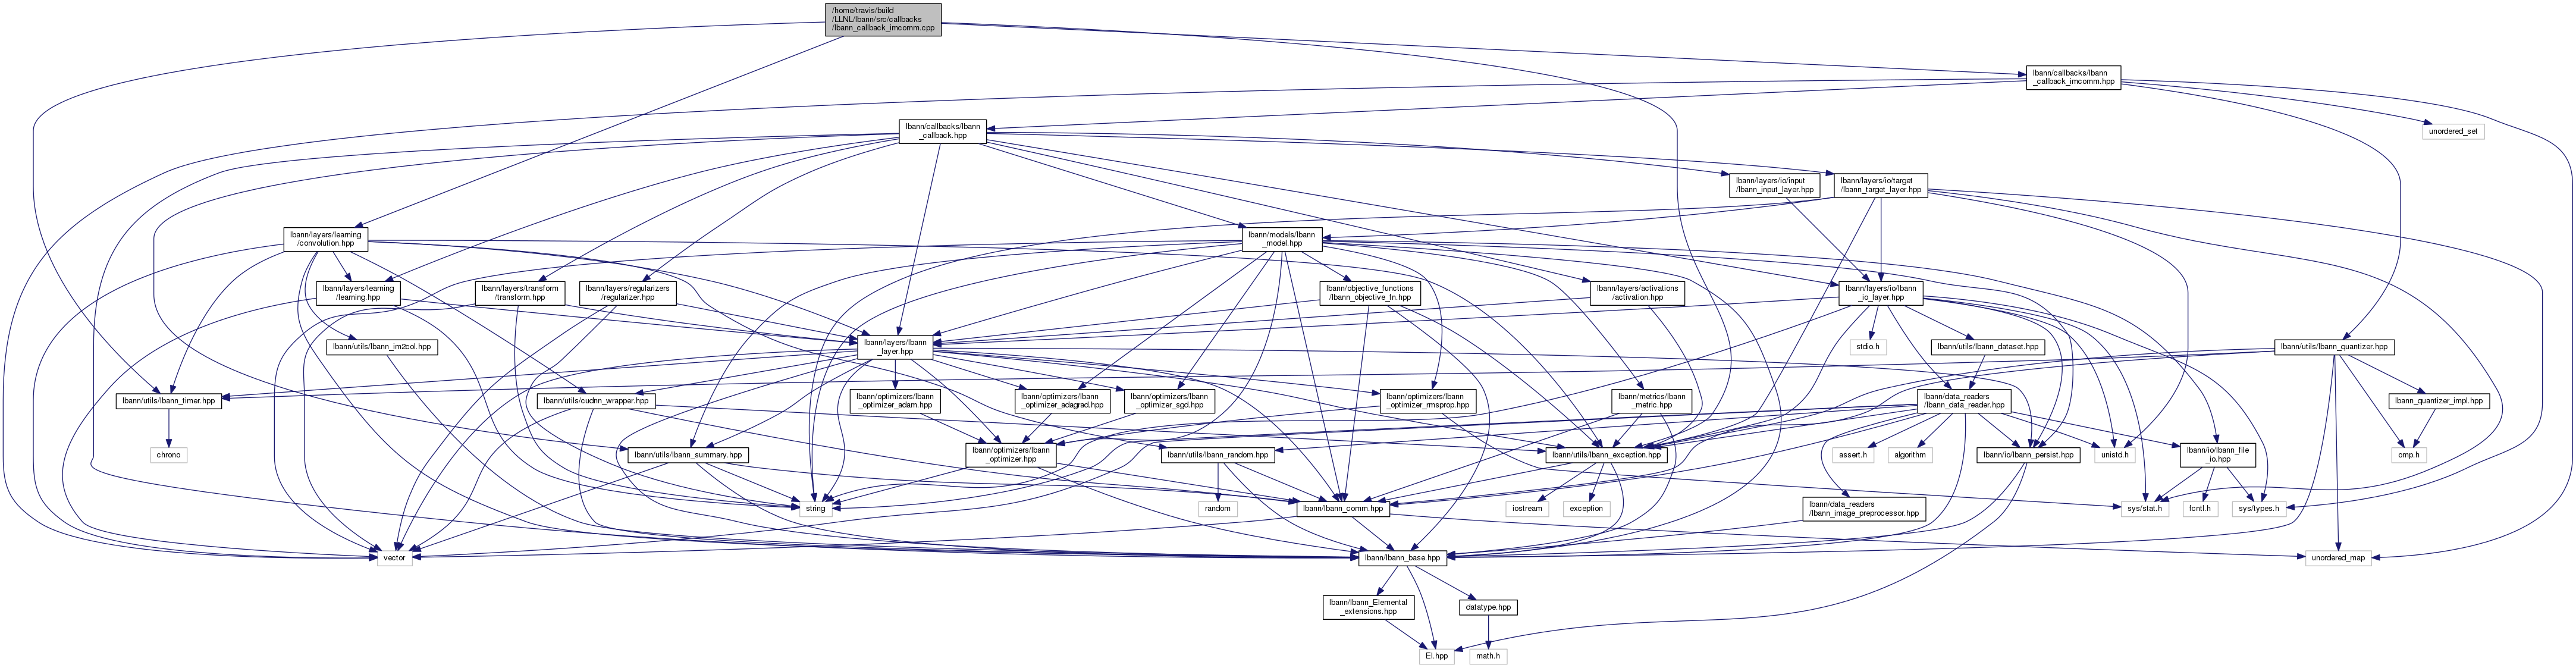 /home/travis/build
/LLNL/lbann/src/callbacks
/lbann_callback_imcomm.cpp
lbann/callbacks/lbann
_callback_imcomm.hpp
lbann/callbacks/lbann
_callback.hpp
unordered_set
lbann/layers/io/input
/lbann_input_layer.hpp
lbann/layers/io/target
/lbann_target_layer.hpp
lbann/layers/learning
/convolution.hpp
lbann/models/lbann
_model.hpp
lbann/layers/learning
/learning.hpp
lbann/layers/transform
/transform.hpp
lbann/layers/regularizers
/regularizer.hpp
lbann/objective_functions
/lbann_objective_fn.hpp
lbann/layers/activations
/activation.hpp
lbann/layers/io/lbann
_io_layer.hpp
lbann/utils/lbann_im2col.hpp
lbann/layers/lbann
_layer.hpp
stdio.h
lbann/utils/lbann_dataset.hpp
lbann/utils/lbann_quantizer.hpp
lbann/utils/lbann_timer.hpp
lbann/utils/cudnn_wrapper.hpp
lbann/optimizers/lbann
_optimizer_adam.hpp
lbann/optimizers/lbann
_optimizer_adagrad.hpp
lbann/optimizers/lbann
_optimizer_sgd.hpp
lbann/optimizers/lbann
_optimizer_rmsprop.hpp
lbann/metrics/lbann
_metric.hpp
lbann/data_readers
/lbann_data_reader.hpp
lbann_quantizer_impl.hpp
chrono
lbann/utils/lbann_summary.hpp
lbann/optimizers/lbann
_optimizer.hpp
lbann/utils/lbann_random.hpp
lbann/utils/lbann_exception.hpp
assert.h
algorithm
lbann/io/lbann_persist.hpp
unistd.h
lbann/io/lbann_file
_io.hpp
omp.h
string
random
lbann/lbann_comm.hpp
iostream
exception
lbann/data_readers
/lbann_image_preprocessor.hpp
sys/stat.h
fcntl.h
sys/types.h
vector
lbann/lbann_base.hpp
unordered_map
lbann/lbann_Elemental
_extensions.hpp
datatype.hpp
El.hpp
math.h